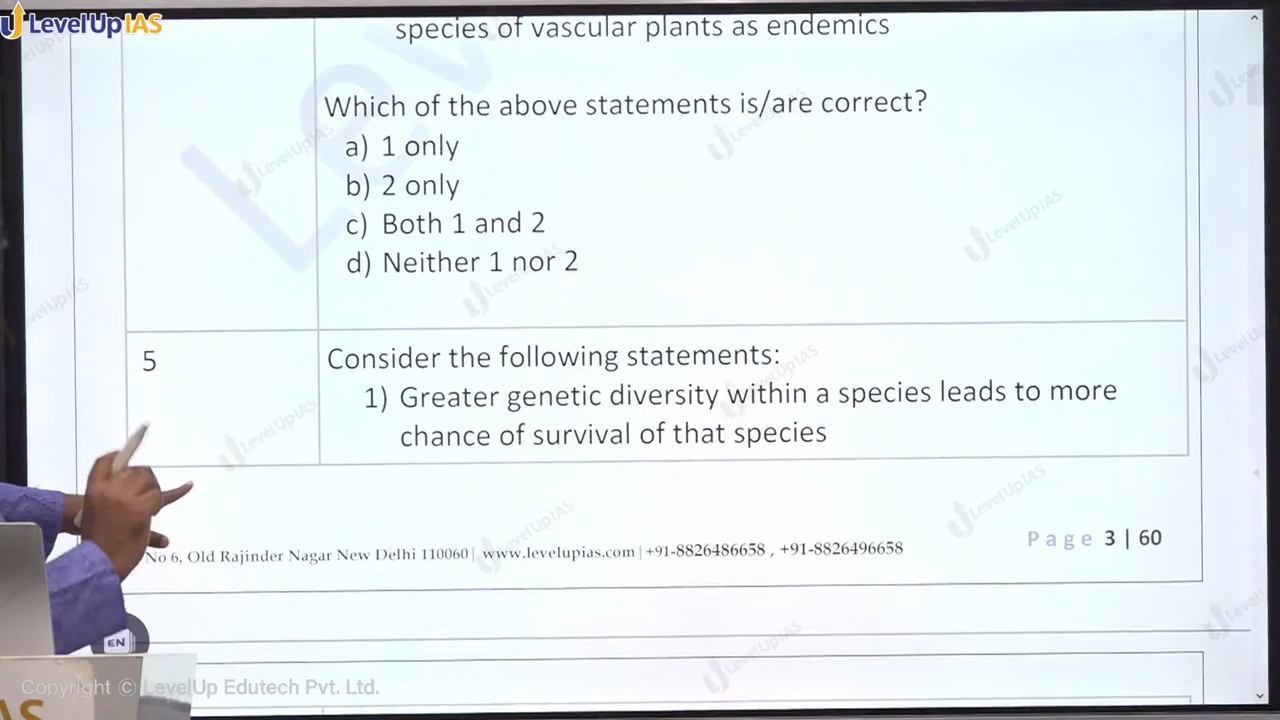 LevelUpIAS
species of vascular plants as endemics
Which of the above statements is/are correct?
a) 1 only
b) 2 only
c) Both 1 and 2
d) Neither 1 nor 2
5
Consider the following statements:
1) Greater genetic diversity within a species leads to more
chance of survival of that species
No 6, Old Rajinder Nagar New Delhi 110060 | www.levelupias.com | +91-8826486658 , +91-8826496658
Page 3 | 60
EN
Copyright © LevelUp Edutech Pvt. Ltd.
AS